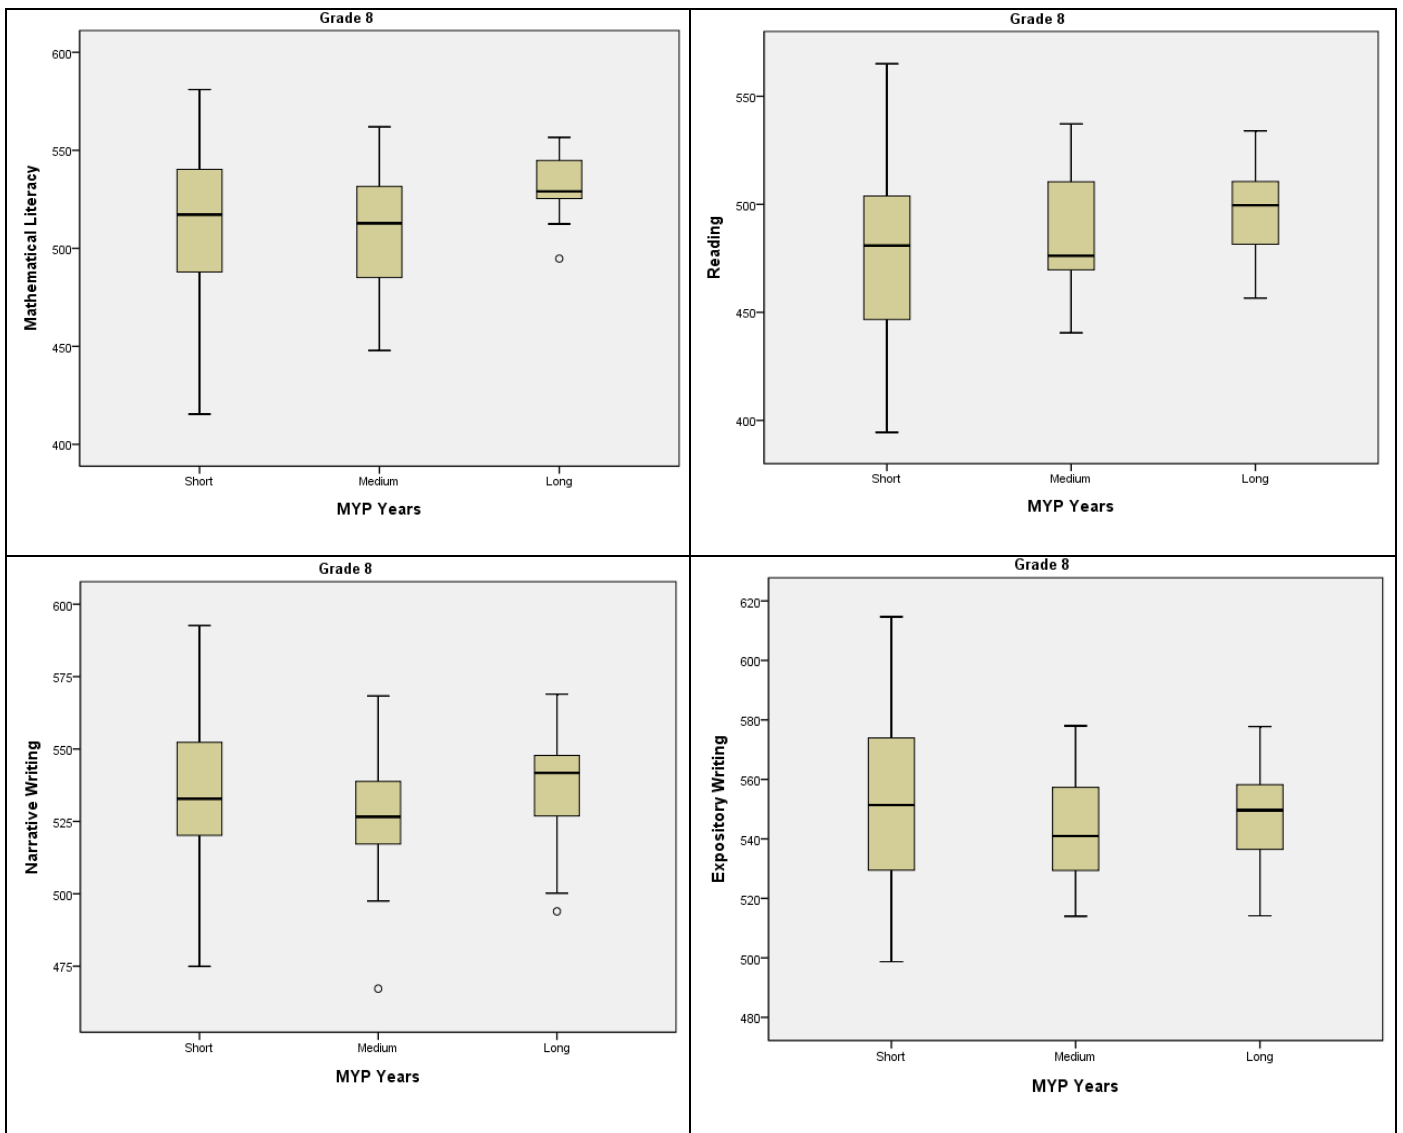 Grade 8
600
550
500
450
400
Mathematical Literacy
Short Medium Long
MYP Years
Grade 8
550
500
450
400
Reading
Short Medium Long
MYP Years
Grade 8
600
575
550
525
500
475
Narrative Writing
Short Medium Long
MYP Years
Grade 8
620
600
580
560
540
520
500
480
Expository Writing
Short Medium Long
MYP Years